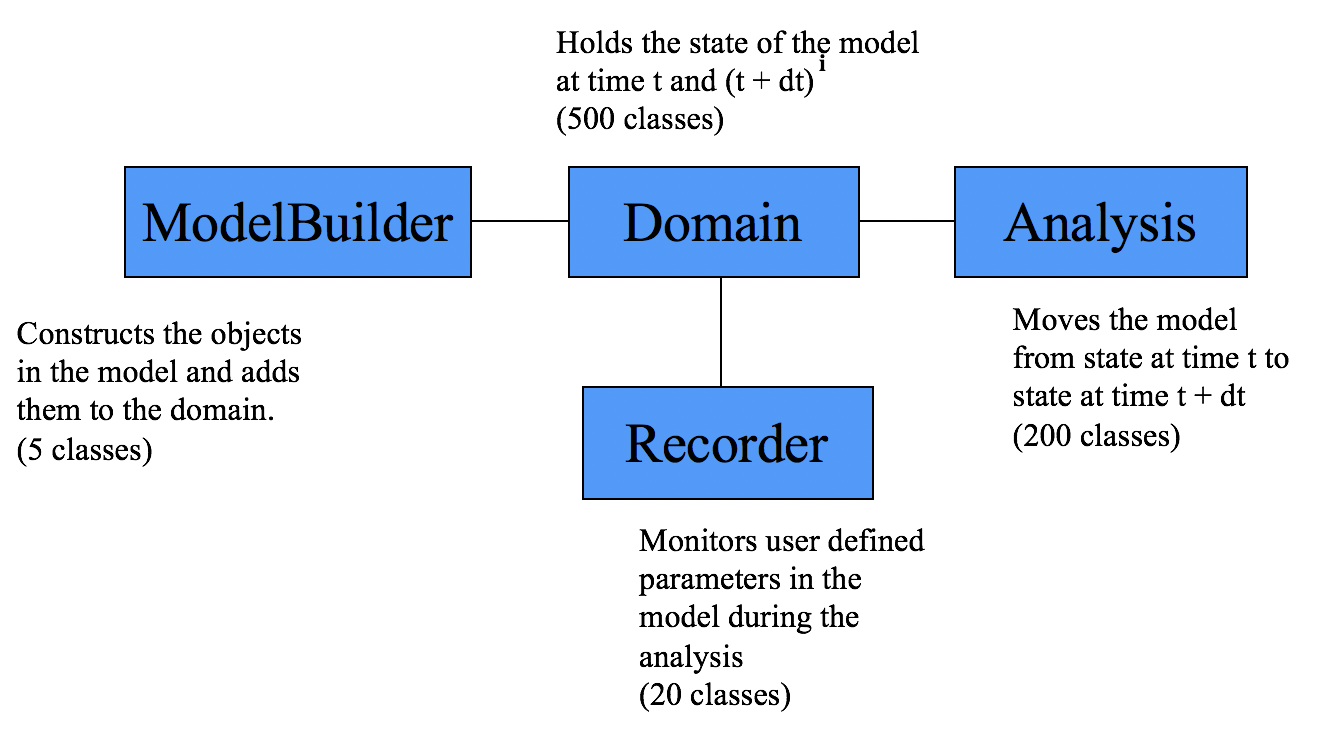 Holds the state of the model
at time t and (t + dt)^i
(500 classes)
ModelBuilder
Domain
Analysis
Constructs the objects
in the model and adds
them to the domain.
(5 classes)
Moves the model
from state at time t to
state at time t + dt
(200 classes)
Recorder
Monitors user defined
parameters in the
model during the
analysis
(20 classes)